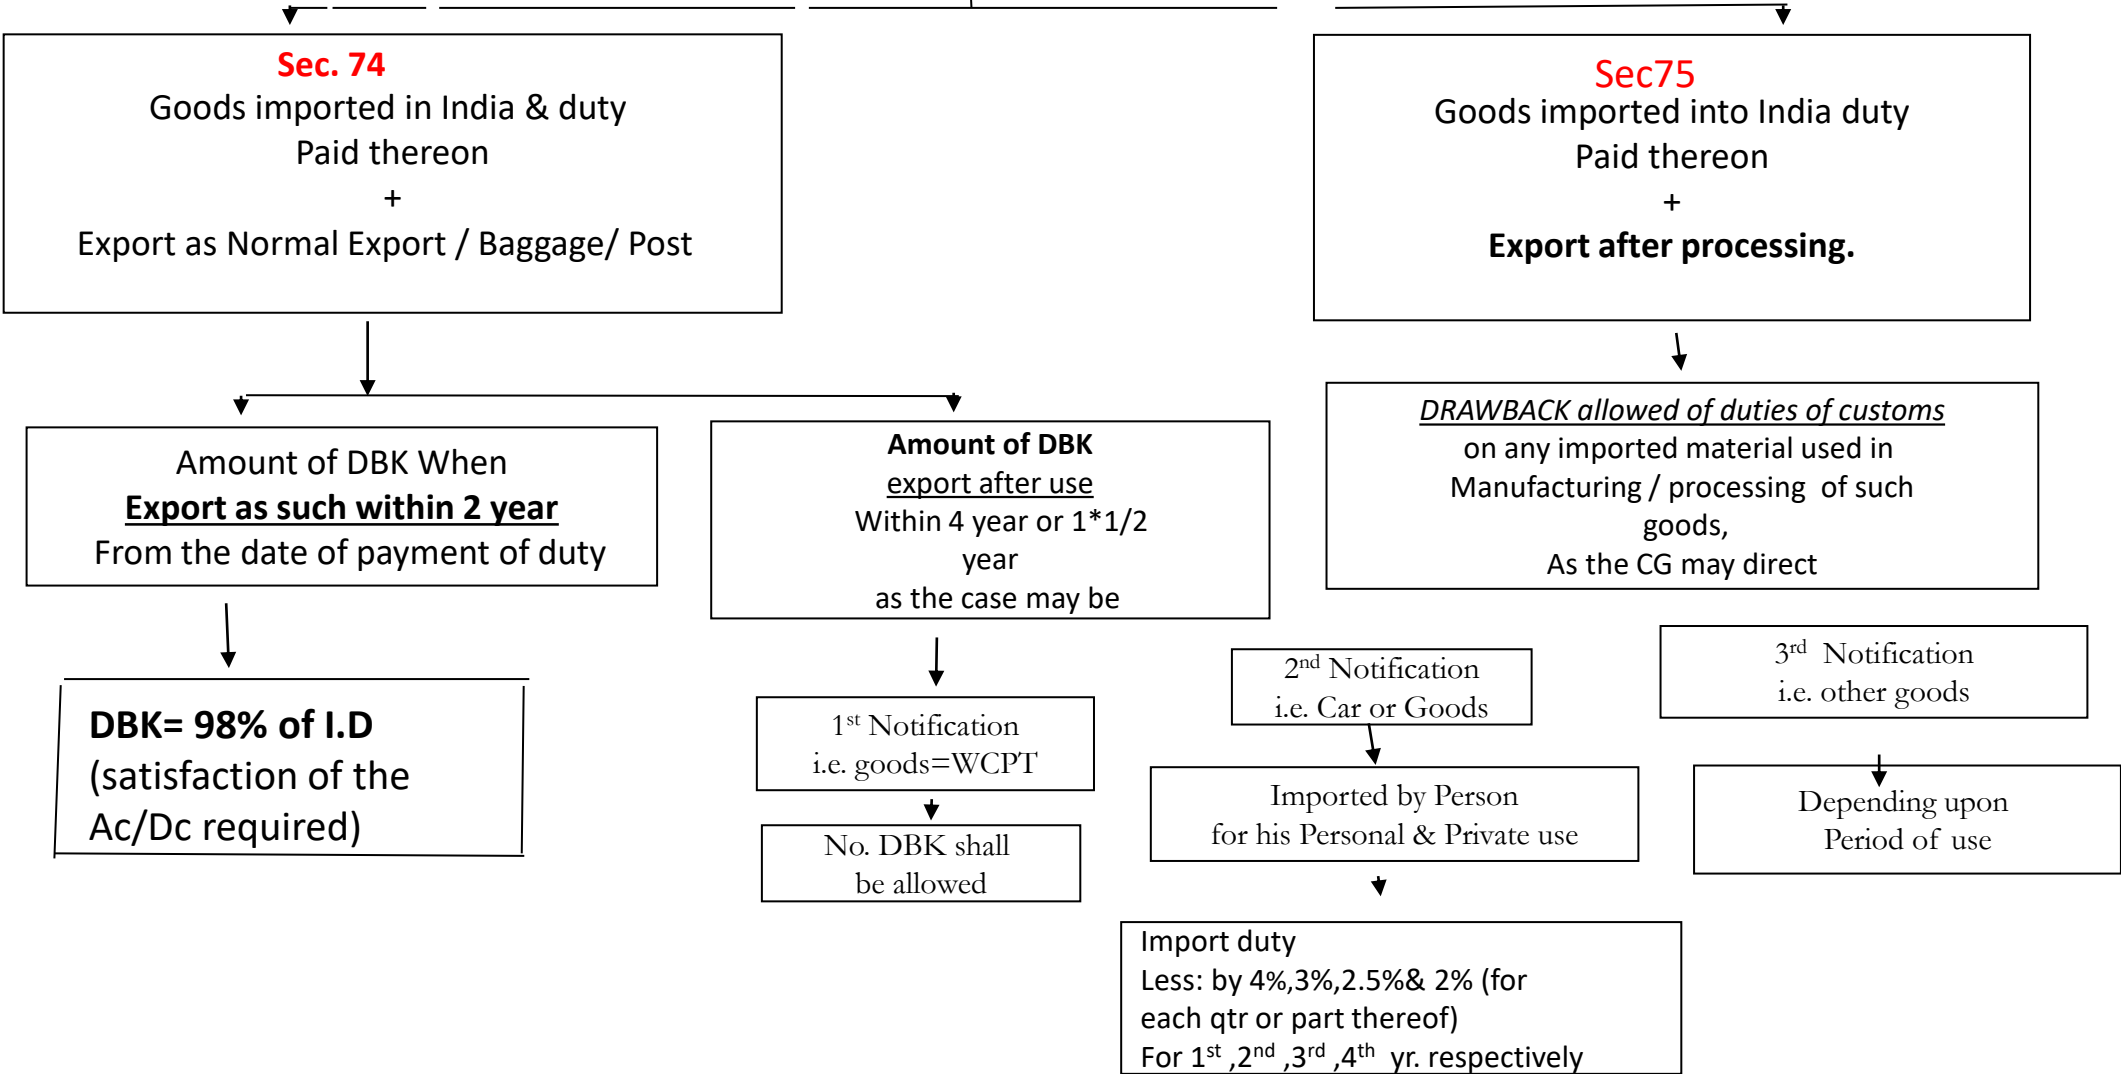 Sec. 74
Goods imported in India & duty
Paid thereon
+
Export as Normal Export / Baggage/ Post
Sec75
Goods imported into India duty
Paid thereon
+
Export after processing.
Amount of DBK When
Export as such within 2 year
From the date of payment of duty
Amount of DBK
export after use
Within 4 year or 1*1/2
year
as the case may be
DRAWBACK allowed of duties of customs
on any imported material used in
Manufacturing / processing of such
goods,
As the CG may direct
DBK= 98% of I.D
(satisfaction of the
Ac/Dc required)
1st Notification
i.e. goods=WCPT
No. DBK shall
be allowed
2nd Notification
i.e. Car or Goods
Imported by Person
for his Personal & Private use
Import duty
Less: by 4%,3%,2.5%& 2% (for
each qtr or part thereof)
For 1st ,2nd ,3rd ,4th yr. respectively
3rd Notification
i.e. other goods
Depending upon
Period of use